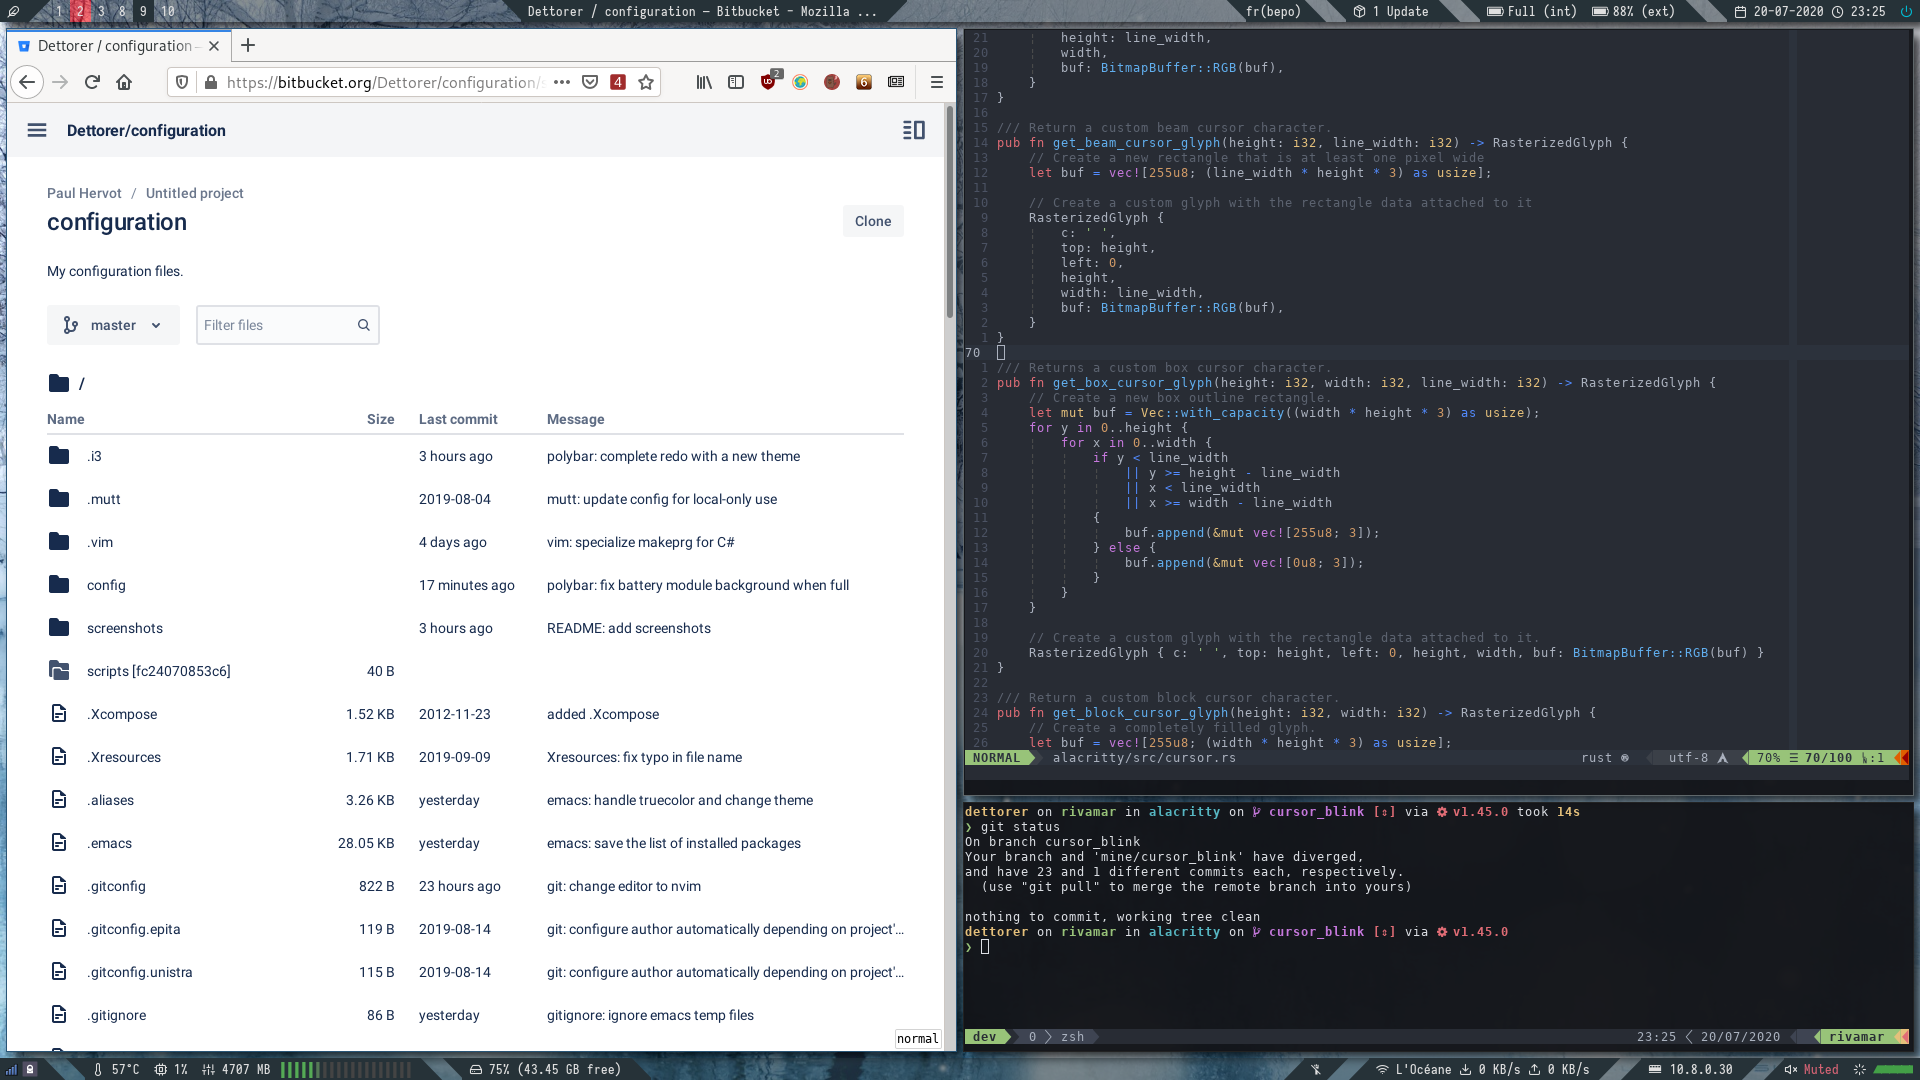 1 2 3 8 9 10
Dettorer / configuration — Bitbucket - Mozilla ...
fr(bepo)
1 Update
Full (int) 88% (ext)
20-07-2020 23:25
Dettorer / configuration –
https://bitbucket.org/Dettorer/configuration/s
4
2
6
Dettorer/configuration
Paul Hervot / Untitled project
configuration
Clone
My configuration files.
master
Filter files
/
Name Size Last commit Message
.i3 3 hours ago polybar: complete redo with a new theme
.mutt 2019-08-04 mutt: update config for local-only use
.vim 4 days ago vim: specialize makeprg for C#
config 17 minutes ago polybar: fix battery module background when full
screenshots 3 hours ago README: add screenshots
scripts [fc24070853c6] 40 B
.Xcompose 1.52 KB 2012-11-23 added .Xcompose
.Xresources 1.71 KB 2019-09-09 Xresources: fix typo in file name
.aliases 3.26 KB yesterday emacs: handle truecolor and change theme
.emacs 28.05 KB yesterday emacs: save the list of installed packages
.gitconfig 822 B 23 hours ago git: change editor to nvim
.gitconfig.epita 119 B 2019-08-14 git: configure author automatically depending on project'...
.gitconfig.unistra 115 B 2019-08-14 git: configure author automatically depending on project'...
.gitignore 86 B yesterday gitignore: ignore emacs temp files
normal
21 height: line_width,
20 width,
19 buf: BitmapBuffer::RGB(buf),
18 }
17 }
16
15 /// Return a custom beam cursor character.
14 pub fn get_beam_cursor_glyph(height: i32, line_width: i32) -> RasterizedGlyph {
13 // Create a new rectangle that is at least one pixel wide
12 let buf = vec![255u8; (line_width * height * 3) as usize];
11
10 // Create a custom glyph with the rectangle data attached to it
9 RasterizedGlyph {
8 c: ' ',
7 top: height,
6 left: 0,
5 height,
4 width: line_width,
3 buf: BitmapBuffer::RGB(buf),
2 }
1 }
70
1 /// Returns a custom box cursor character.
2 pub fn get_box_cursor_glyph(height: i32, width: i32, line_width: i32) -> RasterizedGlyph {
3 // Create a new box outline rectangle.
4 let mut buf = Vec::with_capacity((width * height * 3) as usize);
5 for y in 0..height {
6 for x in 0..width {
7 if y < line_width
8 || y >= height - line_width
9 || x < line_width
10 || x >= width - line_width
11 {
12 buf.append(&mut vec![255u8; 3]);
13 } else {
14 buf.append(&mut vec![0u8; 3]);
15 }
16 }
17 }
18
19 // Create a custom glyph with the rectangle data attached to it.
20 RasterizedGlyph { c: ' ', top: height, left: 0, height, width, buf: BitmapBuffer::RGB(buf) }
21 }
22
23 /// Return a custom block cursor character.
24 pub fn get_block_cursor_glyph(height: i32, width: i32) -> RasterizedGlyph {
25 // Create a completely filled glyph.
26 let buf = vec![255u8; (width * height * 3) as usize];
NORMAL alacritty/src/cursor.rs rust utf-8 70% ☰ 70/100 :1
dettorer on rivamar in alacritty on cursor_blink [⇕] via v1.45.0 took 14s
❯ git status
On branch cursor_blink
Your branch and 'mine/cursor_blink' have diverged,
and have 23 and 1 different commits each, respectively.
(use "git pull" to merge the remote branch into yours)
nothing to commit, working tree clean
dettorer on rivamar in alacritty on cursor_blink [⇕] via v1.45.0
❯
dev 0 zsh 23:25 20/07/2020 rivamar
57°C 1% 4707 MB
75% (43.45 GB free)
L'Océane 0 KB/s 0 KB/s
10.8.0.30
Muted